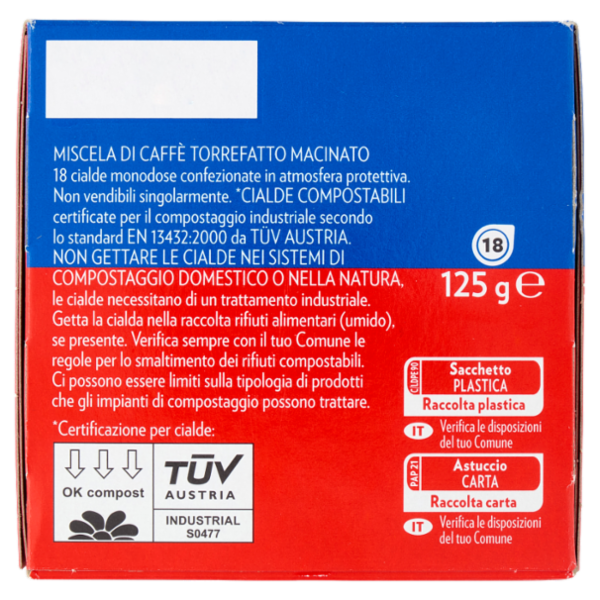 MISCELA DI CAFFÈ TORREFATTO MACINATO
18 cialde monodose confezionate in atmosfera protettiva.
Non vendibili singolarmente. *CIALDE COMPOSTABILI
certificate per il compostaggio industriale secondo
lo standard EN 13432:2000 da TÜV AUSTRIA.
NON GETTARE LE CIALDE NEI SISTEMI DI
COMPOSTAGGIO DOMESTICO O NELLA NATURA,
le cialde necessitano di un trattamento industriale.
Getta la cialda nella raccolta rifiuti alimentari (umido),
se presente. Verifica sempre con il tuo Comune le
regole per lo smaltimento dei rifiuti compostabili.
Ci possono essere limiti sulla tipologia di prodotti
che gli impianti di compostaggio possono trattare.
*Certificazione per cialde:
OK compost
TÜV
AUSTRIA
INDUSTRIAL
S0477
18
125 g e
C/LDPE90
Sacchetto
PLASTICA
Raccolta plastica
IT
Verifica le disposizioni
del tuo Comune
PAP 21
Astuccio
CARTA
Raccolta carta
IT
Verifica le disposizioni
del tuo Comune